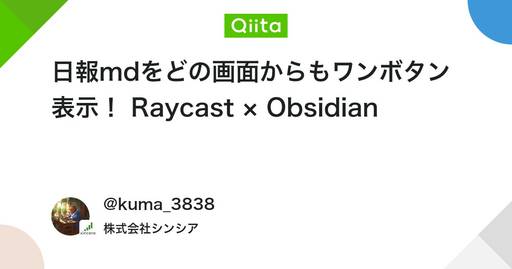 Qiita
日報mdをどの画面からもワンボタン
表示！ Raycast × Obsidian
@kuma_3838
株式会社シンシア